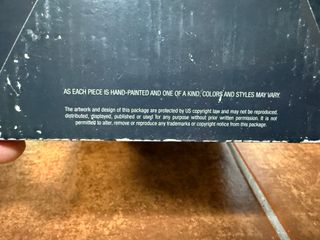 AS EACH PIECE IS HAND-PAINTED AND ONE OF A KIND, COLORS AND STYLES MAY VARY.
The artwork and design of this package are protected by US copyright law and may not be reproduced,
distributed, displayed, published or used for any purpose without prior written permission. It is not
permitted to alter, remove or reproduce any trademarks or copyright notice from this package.